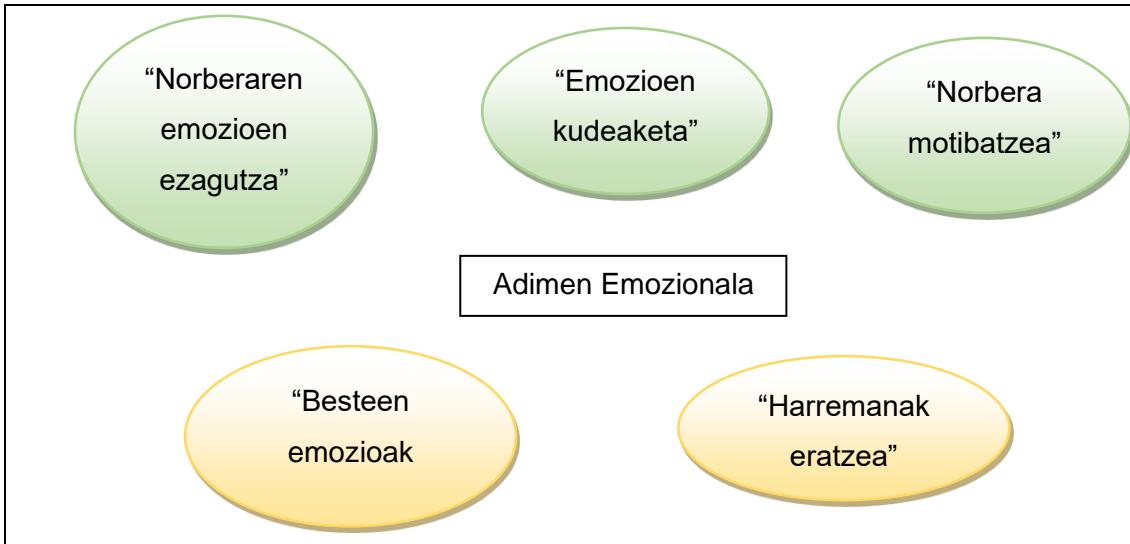 “Norberaren
emozioen
ezagutza”
“Emozioen
kudeaketa”
“Norbera
motibatzea”
Adimen Emozionala
“Besteen
emozioak
“Harremanak
eratzea”